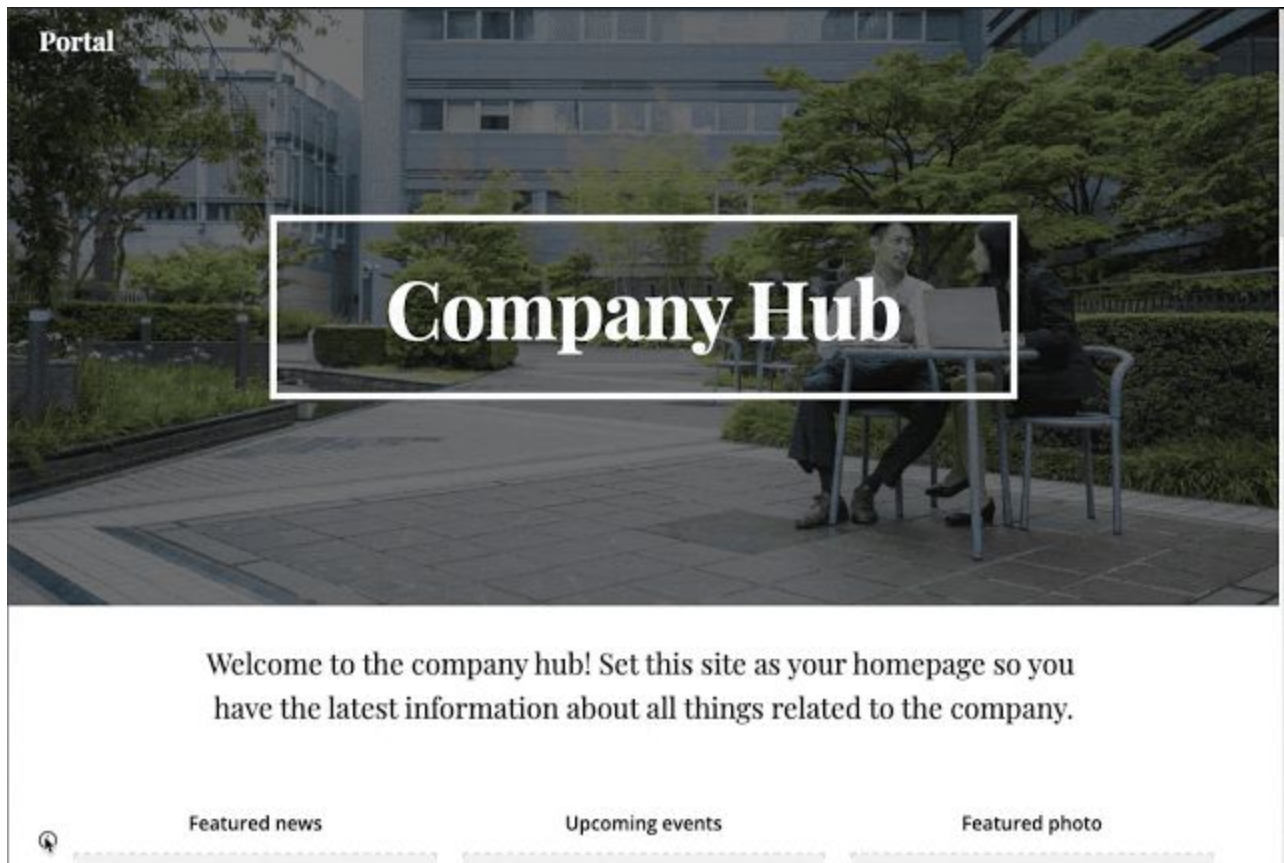 Portal
Company Hub
Welcome to the company hub! Set this site as your homepage so you
have the latest information about all things related to the company.
Featured news
Upcoming events
Featured photo